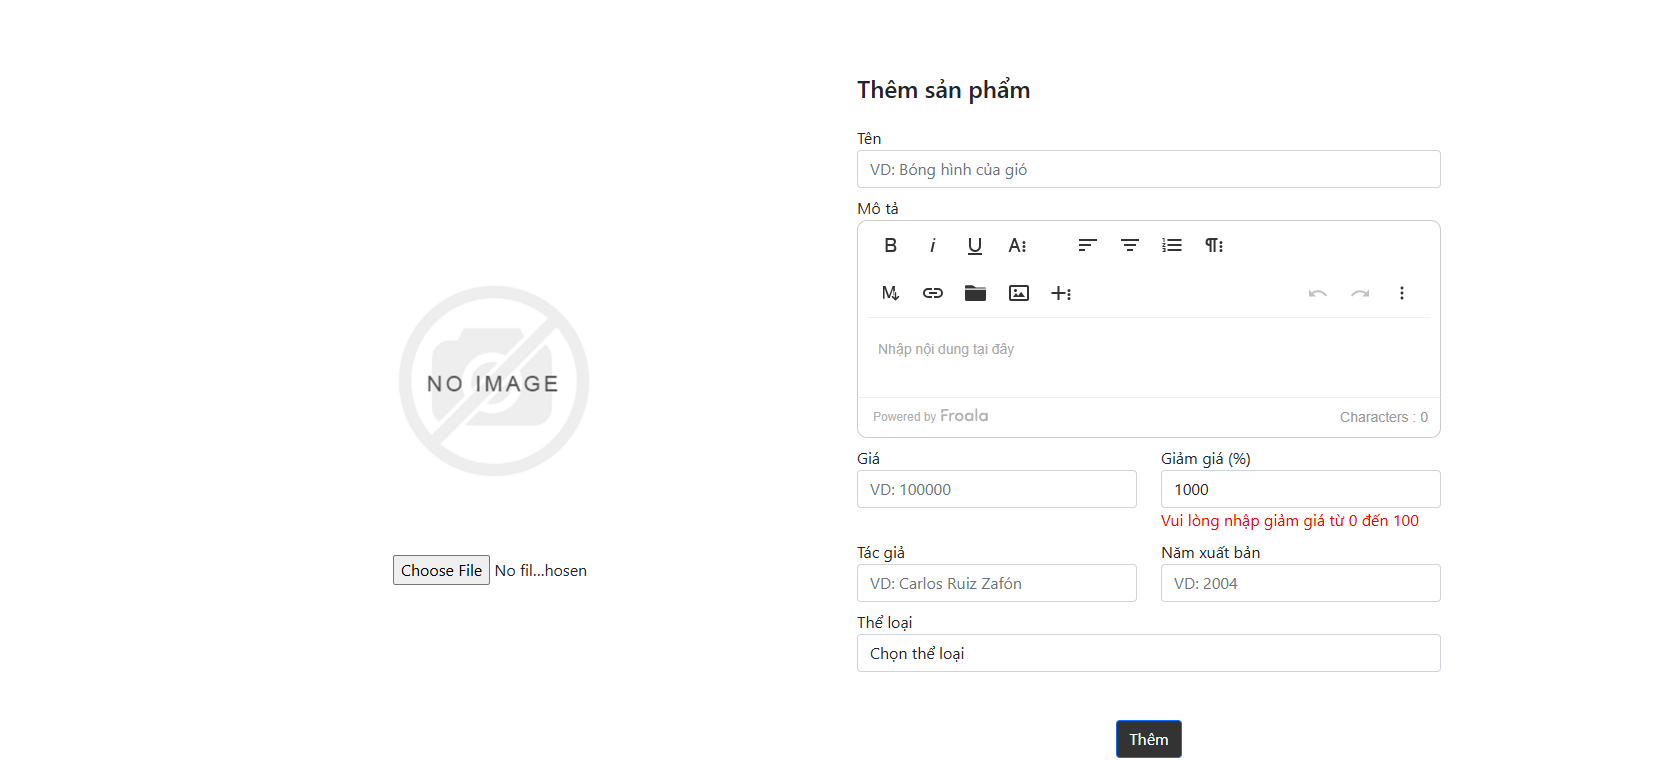 Thêm sản phẩm
Tên
VD: Bóng hình của gió
Mô tả
Nhập nội dung tại đây
Powered by Froala
Characters : 0
Giá
Giảm giá (%)
VD: 100000
1000
Vui lòng nhập giảm giá từ 0 đến 100
Tác giả
Năm xuất bản
VD: Carlos Ruiz Zafón
VD: 2004
Thể loại
Chọn thể loại
Thêm
NO IMAGE
Choose File No fil...hosen